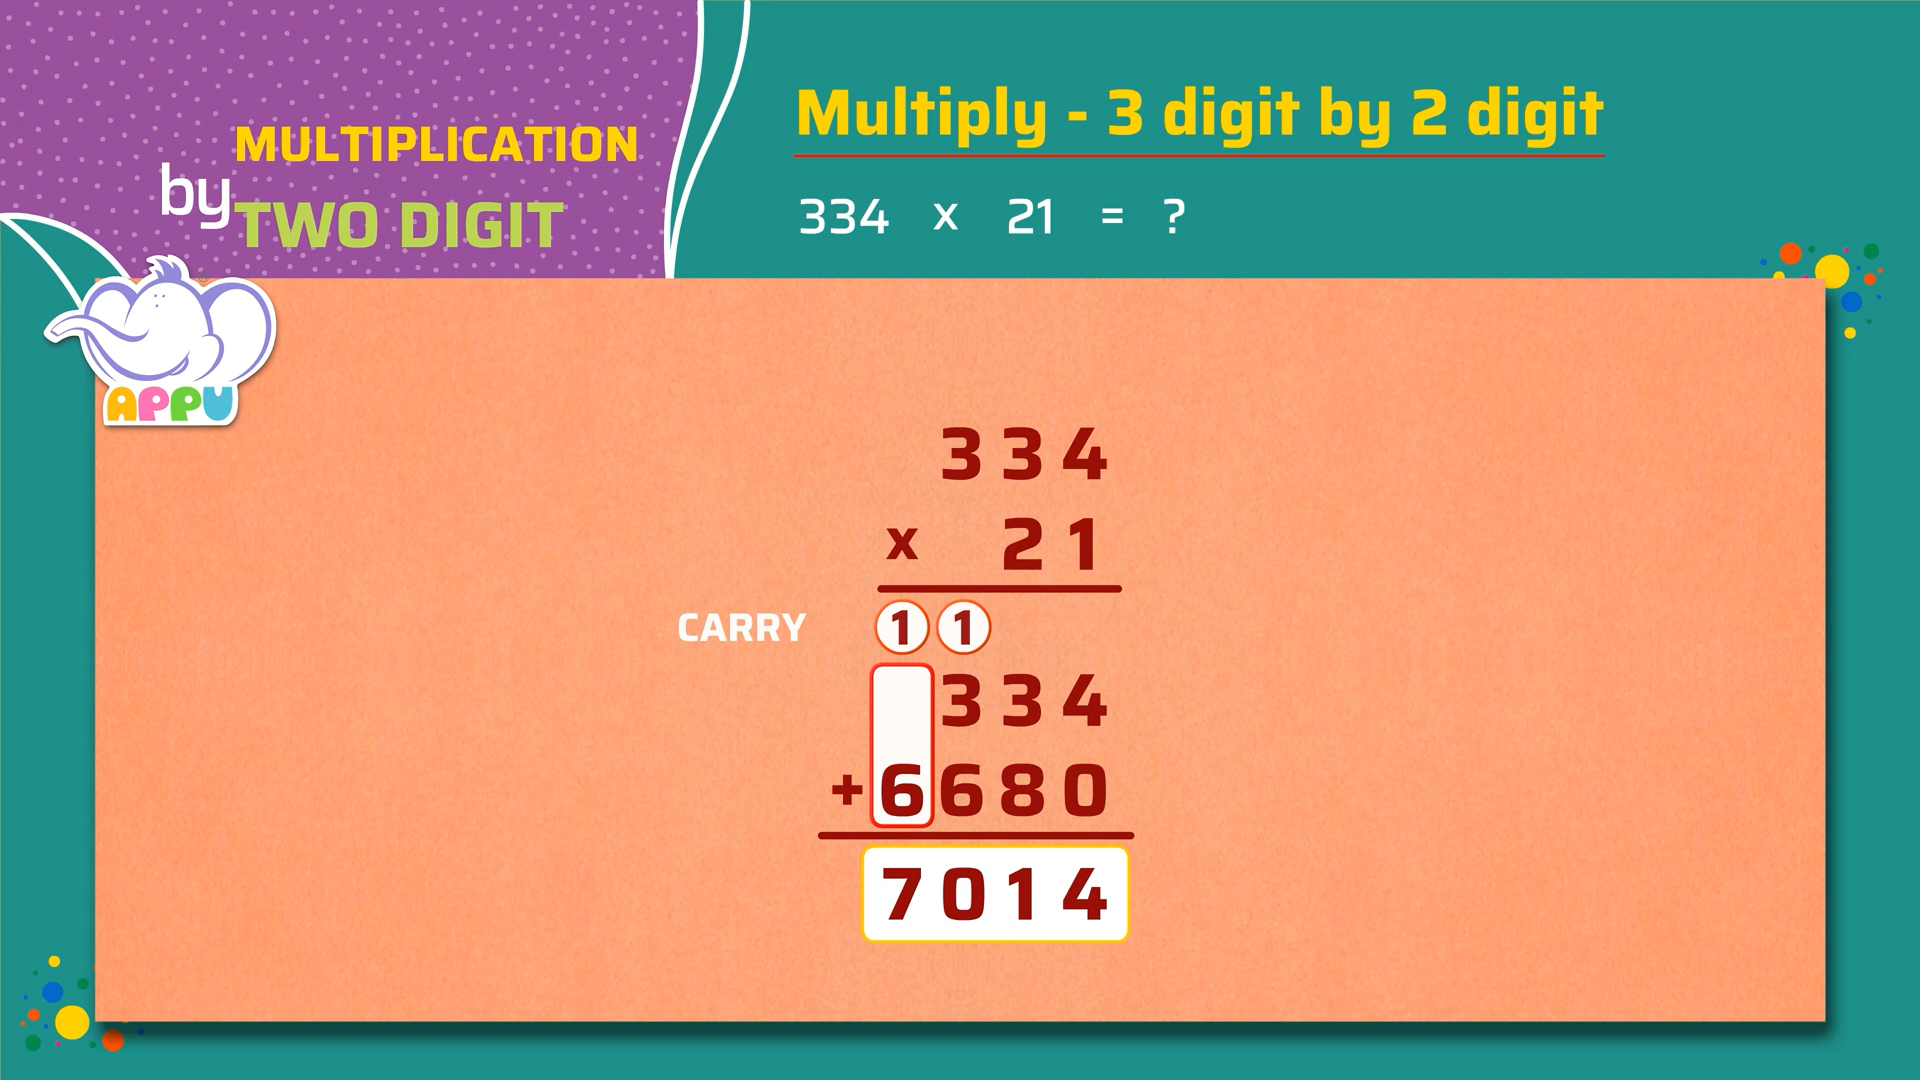 MULTIPLICATION
by TWO DIGIT
APPU
Multiply - 3 digit by 2 digit
334 x 21 = ?
334
x 21
CARRY 1 1
334
+6680
7014